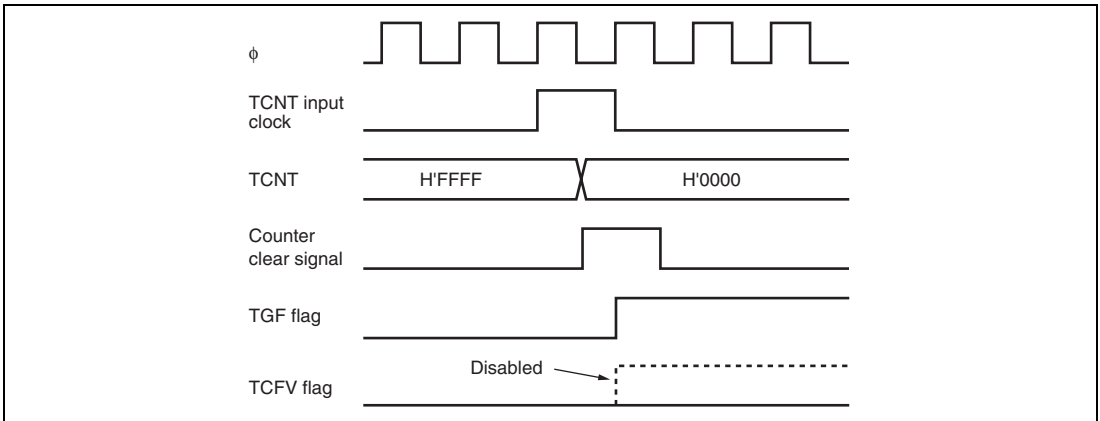 ϕ
TCNT input
clock
TCNT
H'FFFF
H'0000
Counter
clear signal
TGF flag
Disabled
TCFV flag